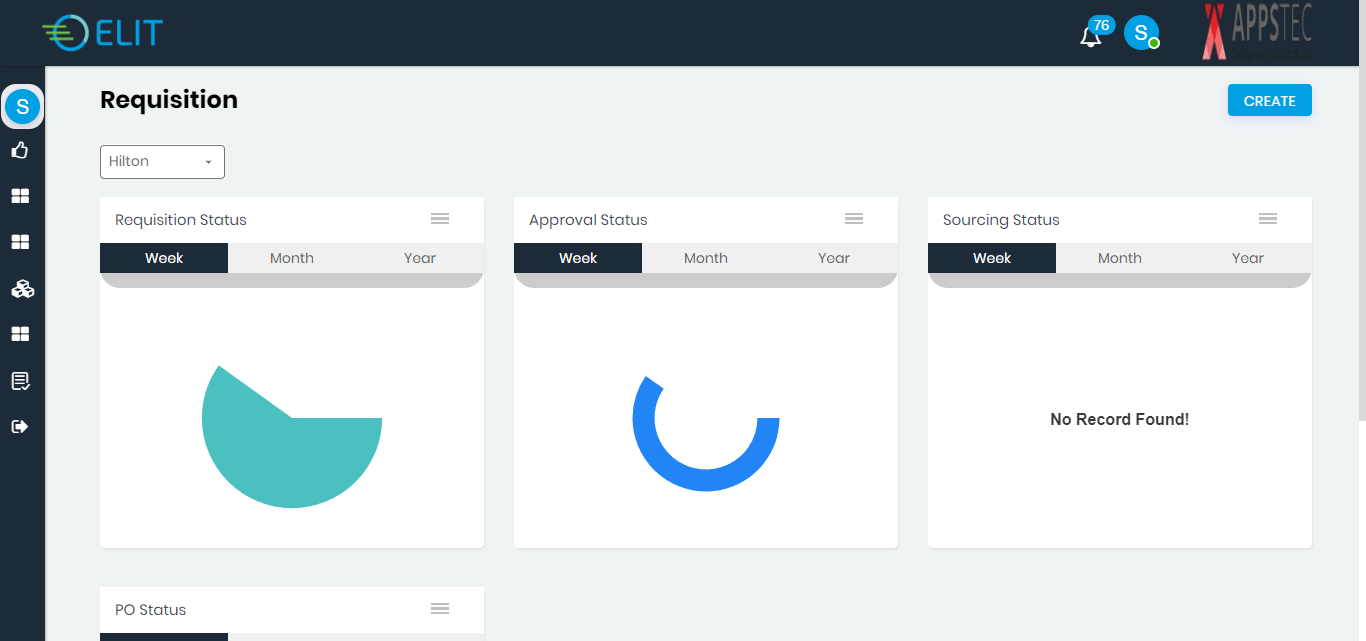 ELIT
76
S
APPSTEC
S
Requisition
CREATE
Hilton
Requisition Status
Approval Status
Sourcing Status
Week Month Year
Week Month Year
Week Month Year
No Record Found!
PO Status